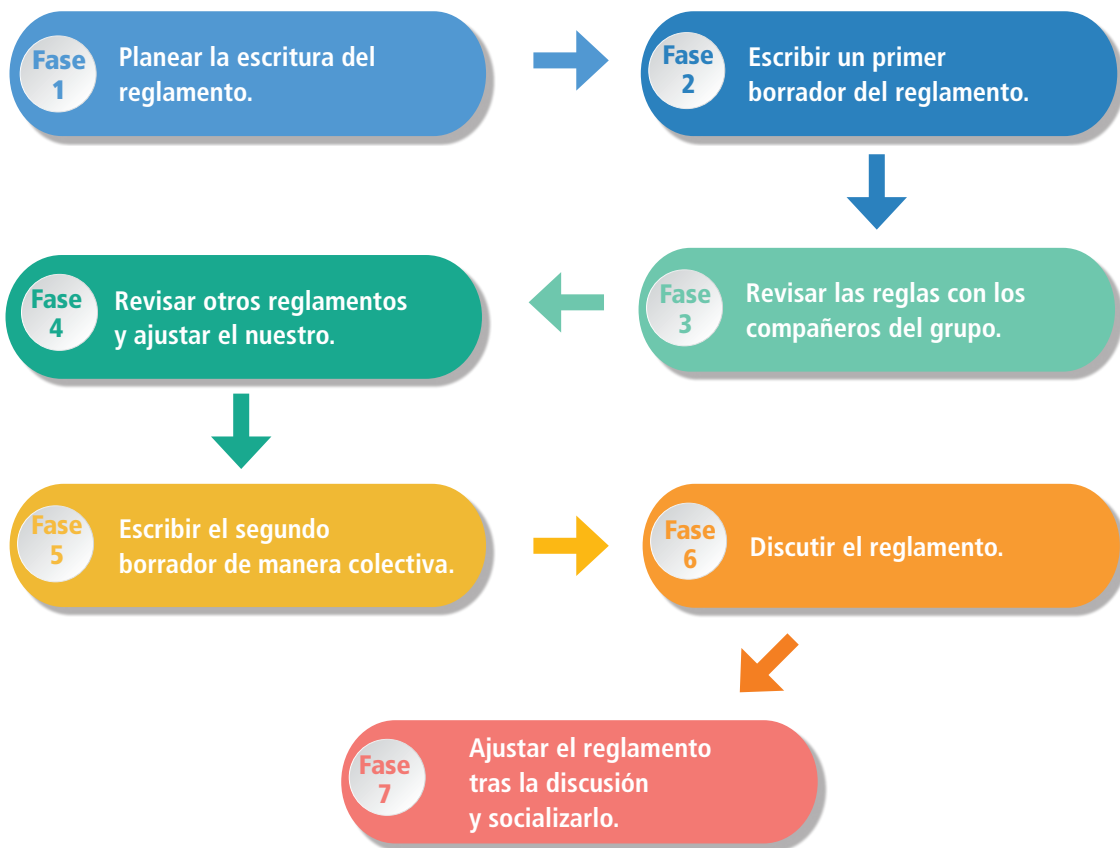 Fase
1
Planear la escritura del
reglamento.
Fase
2
Escribir un primer
borrador del reglamento.
Fase
3
Revisar las reglas con los
compañeros del grupo.
Fase
4
Revisar otros reglamentos
y ajustar el nuestro.
Fase
5
Escribir el segundo
borrador de manera colectiva.
Fase
6
Discutir el reglamento.
Fase
7
Ajustar el reglamento
tras la discusión
y socializarlo.